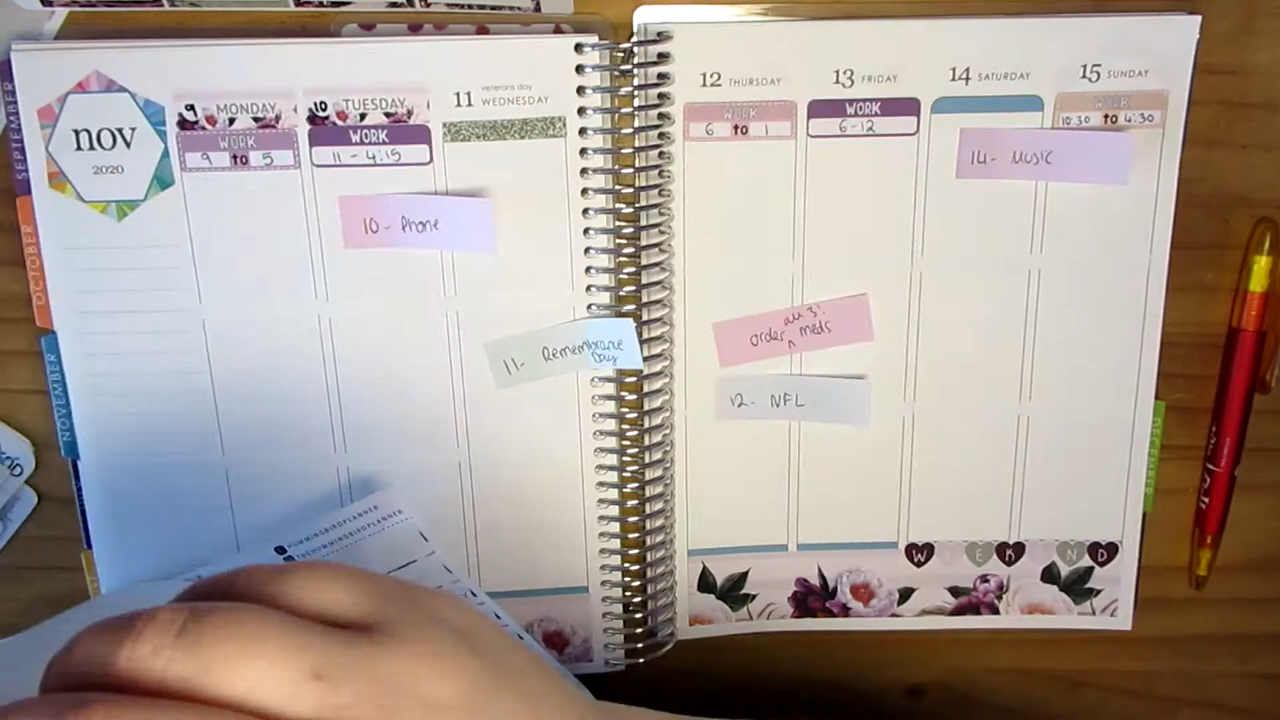 SEPTEMBER
OCTOBER
NOVEMBER
DECEMBER
nov
2020
9 MONDAY
WORK
9 to 5
10 TUESDAY
WORK
11 - 4:15
10 - Phone
11 veterans day
WEDNESDAY
11 - Remembrance
Day
HUMMINGBIRDPLANNER
THEHUMMINGBIRDPLANNER
12 THURSDAY
WORK
6 to 1
13 FRIDAY
WORK
6-12
order all 3! meds
12 - NFL
14 SATURDAY
14 - Music
15 SUNDAY
WORK
10:30 to 4:30
W E K N D